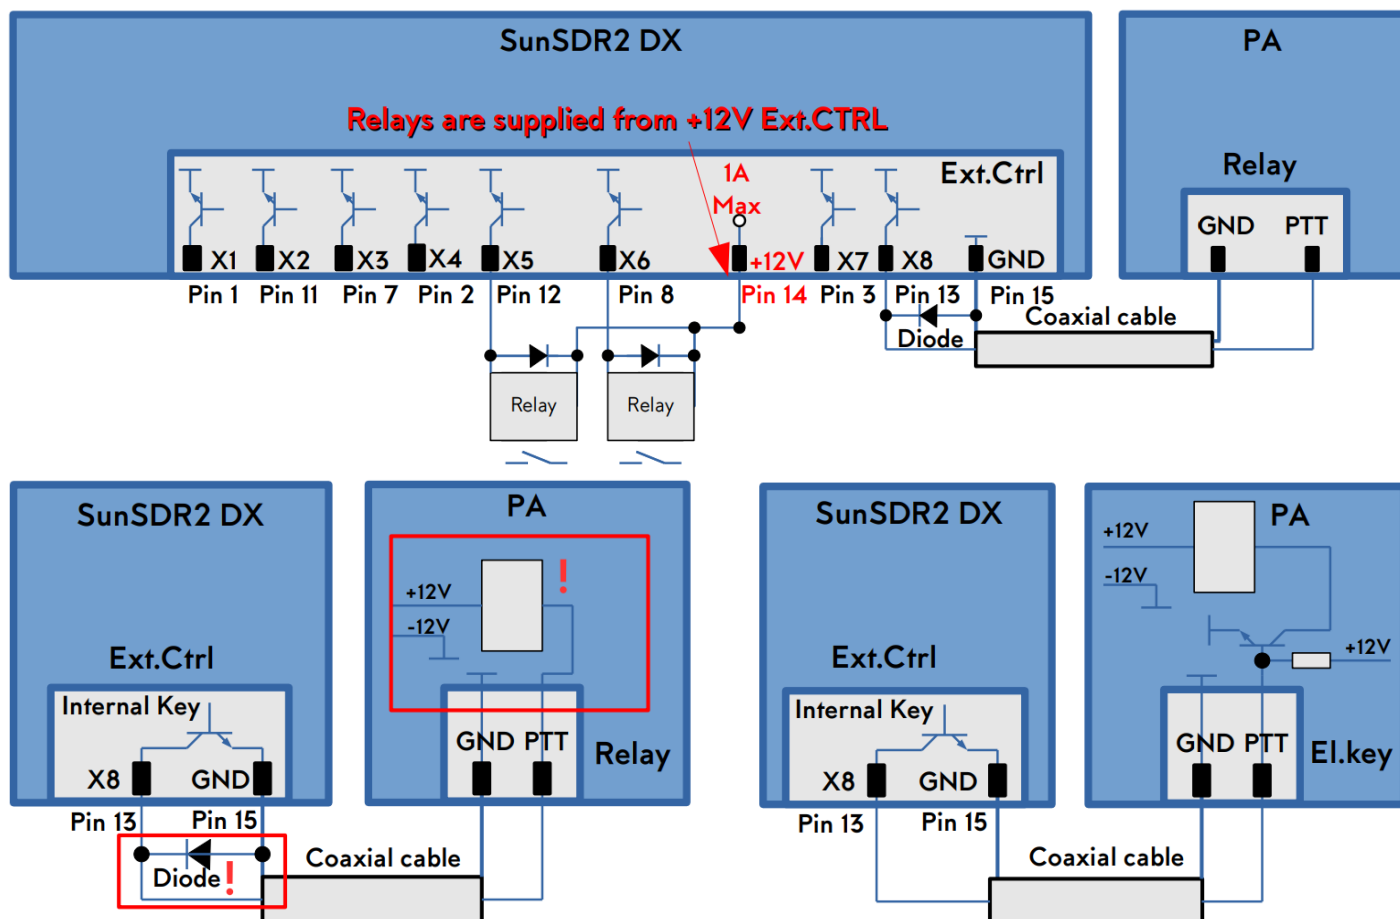 SunSDR2 DX
PA
Relays are supplied from +12V Ext.CTRL
1A
Max
Ext.Ctrl
Relay
GND PTT
X1 X2 X3 X4 X5 X6 +12V X7 X8 GND
Pin 1 Pin 11 Pin 7 Pin 2 Pin 12 Pin 8 Pin 14 Pin 3 Pin 13 Pin 15
Diode
Coaxial cable
Relay Relay
SunSDR2 DX
PA
!
+12V
-12V
Ext.Ctrl
Internal Key
X8 GND
GND PTT
Relay
Pin 13 Pin 15
Diode !
Coaxial cable
SunSDR2 DX
PA
+12V
-12V
+12V
Ext.Ctrl
Internal Key
X8 GND
GND PTT
El.key
Pin 13 Pin 15
Coaxial cable